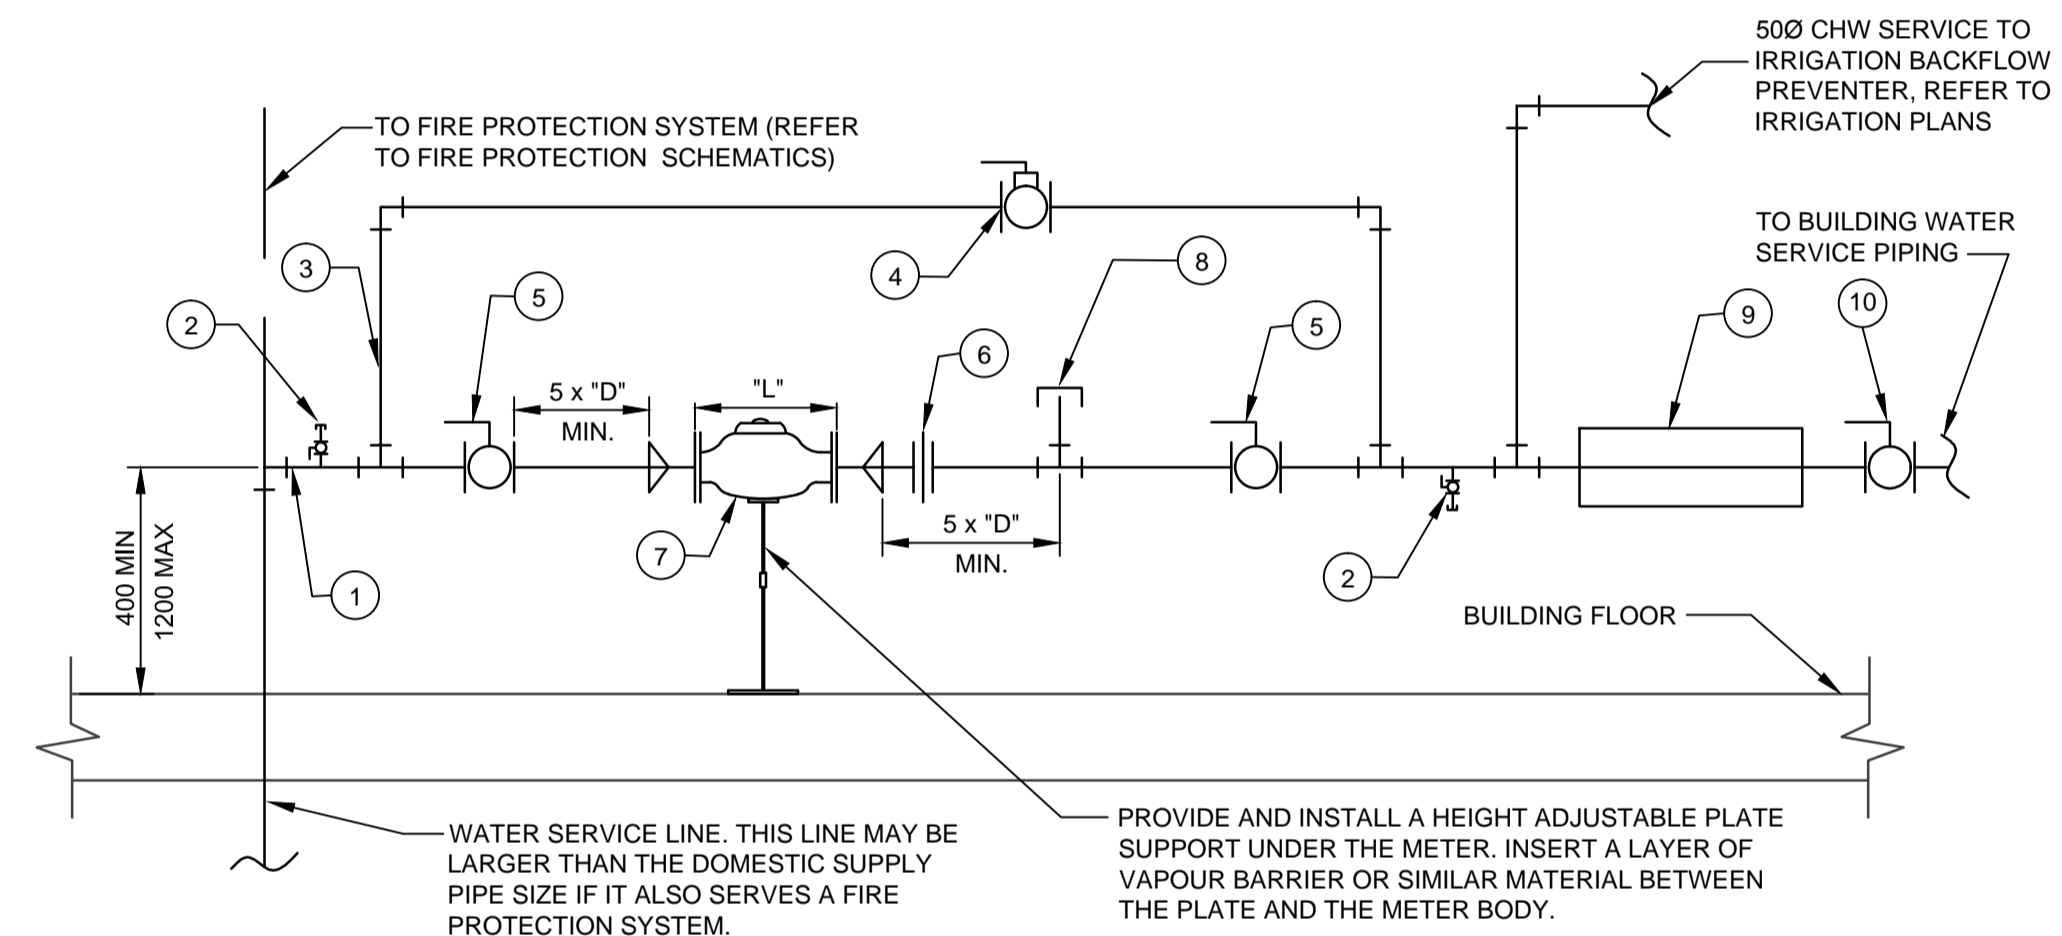 50Ø CHW SERVICE TO
IRRIGATION BACKFLOW
PREVENTER, REFER TO
IRRIGATION PLANS
TO FIRE PROTECTION SYSTEM (REFER
TO FIRE PROTECTION SCHEMATICS)
TO BUILDING WATER
SERVICE PIPING
3
4
8
2
5
5
9
10
6
5 x "D"
MIN.
"L"
5 x "D"
MIN.
7
1
2
400 MIN
1200 MAX
BUILDING FLOOR
WATER SERVICE LINE. THIS LINE MAY BE
LARGER THAN THE DOMESTIC SUPPLY
PIPE SIZE IF IT ALSO SERVES A FIRE
PROTECTION SYSTEM.
PROVIDE AND INSTALL A HEIGHT ADJUSTABLE PLATE
SUPPORT UNDER THE METER. INSERT A LAYER OF
VAPOUR BARRIER OR SIMILAR MATERIAL BETWEEN
THE PLATE AND THE METER BODY.